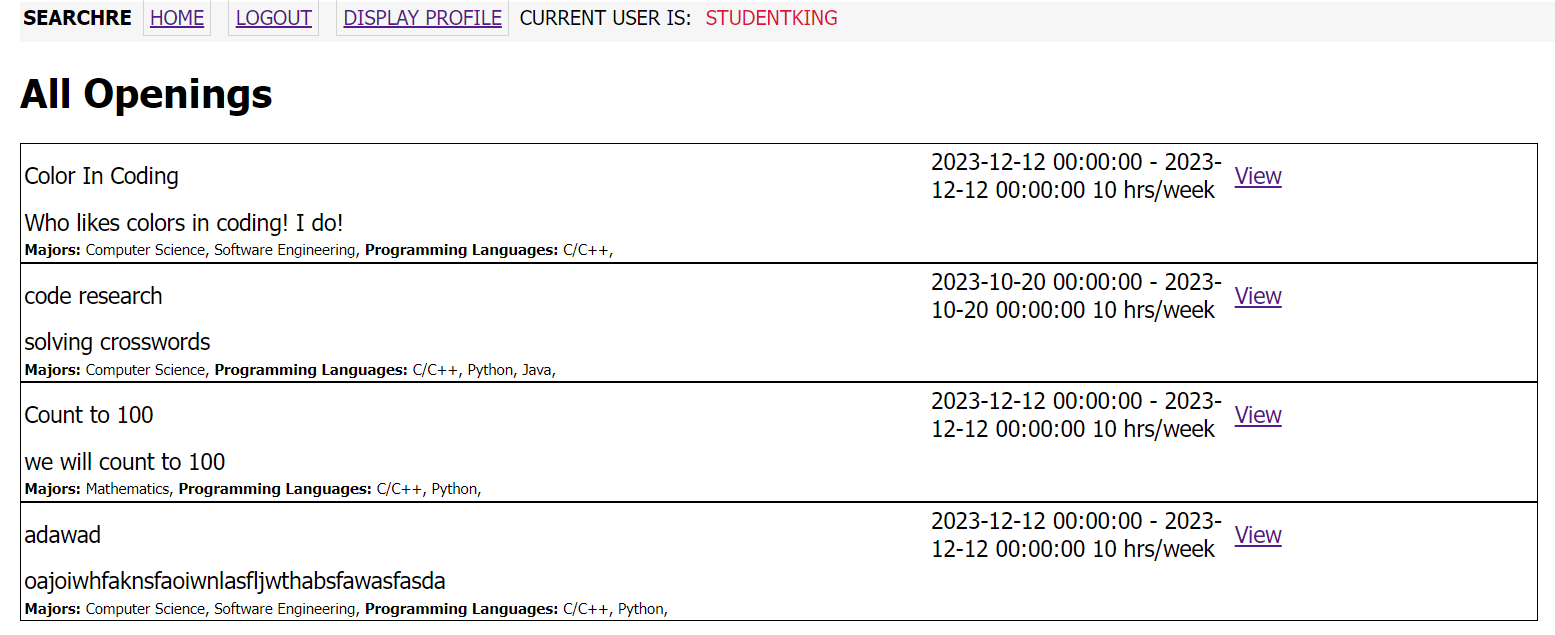 SEARCHRE HOME LOGOUT DISPLAY PROFILE CURRENT USER IS: STUDENTKING
All Openings
Color In Coding
2023-12-12 00:00:00 - 2023-
12-12 00:00:00 10 hrs/week
View
Who likes colors in coding! I do!
Majors: Computer Science, Software Engineering, Programming Languages: C/C++,
code research
2023-10-20 00:00:00 - 2023-
10-20 00:00:00 10 hrs/week
View
solving crosswords
Majors: Computer Science, Programming Languages: C/C++, Python, Java,
Count to 100
2023-12-12 00:00:00 - 2023-
12-12 00:00:00 10 hrs/week
View
we will count to 100
Majors: Mathematics, Programming Languages: C/C++, Python,
adawad
2023-12-12 00:00:00 - 2023-
12-12 00:00:00 10 hrs/week
View
oajoiwhfaknsfaoiwnlasfljwthabsfawasfasda
Majors: Computer Science, Software Engineering, Programming Languages: C/C++, Python,